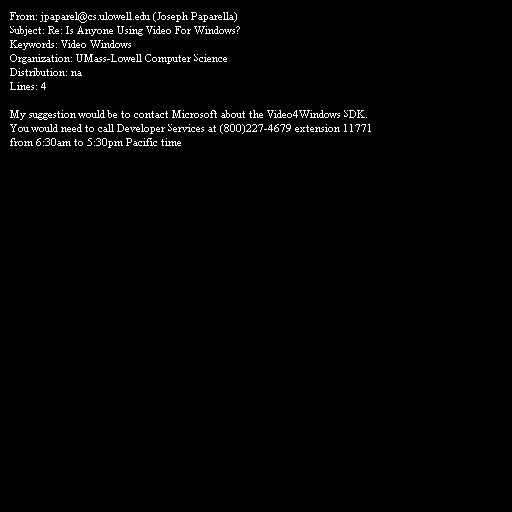 From: jpaparel@cs.ulowell.edu (Joseph Paparella)
Subject: Re: Is Anyone Using Video For Windows?
Keywords: Video Windows
Organization: UMass-Lowell Computer Science
Distribution: na
Lines: 4

My suggestion would be to contact Microsoft about the Video4Windows SDK.
You would need to call Developer Services at (800)227-4679 extension 11771
from 6:30am to 5:30pm Pacific time